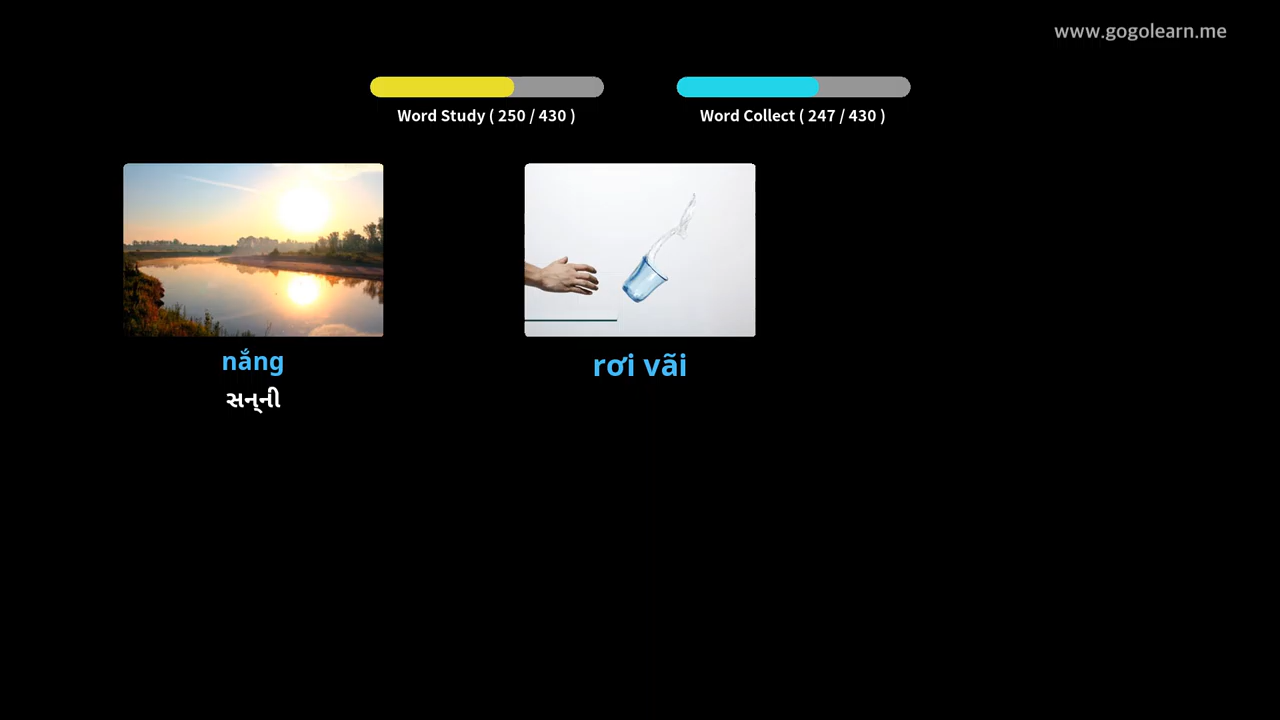 www.gogolearn.me
Word Study ( 250 / 430 )
Word Collect ( 247 / 430 )
nắng
સન્ની
rơi vãi